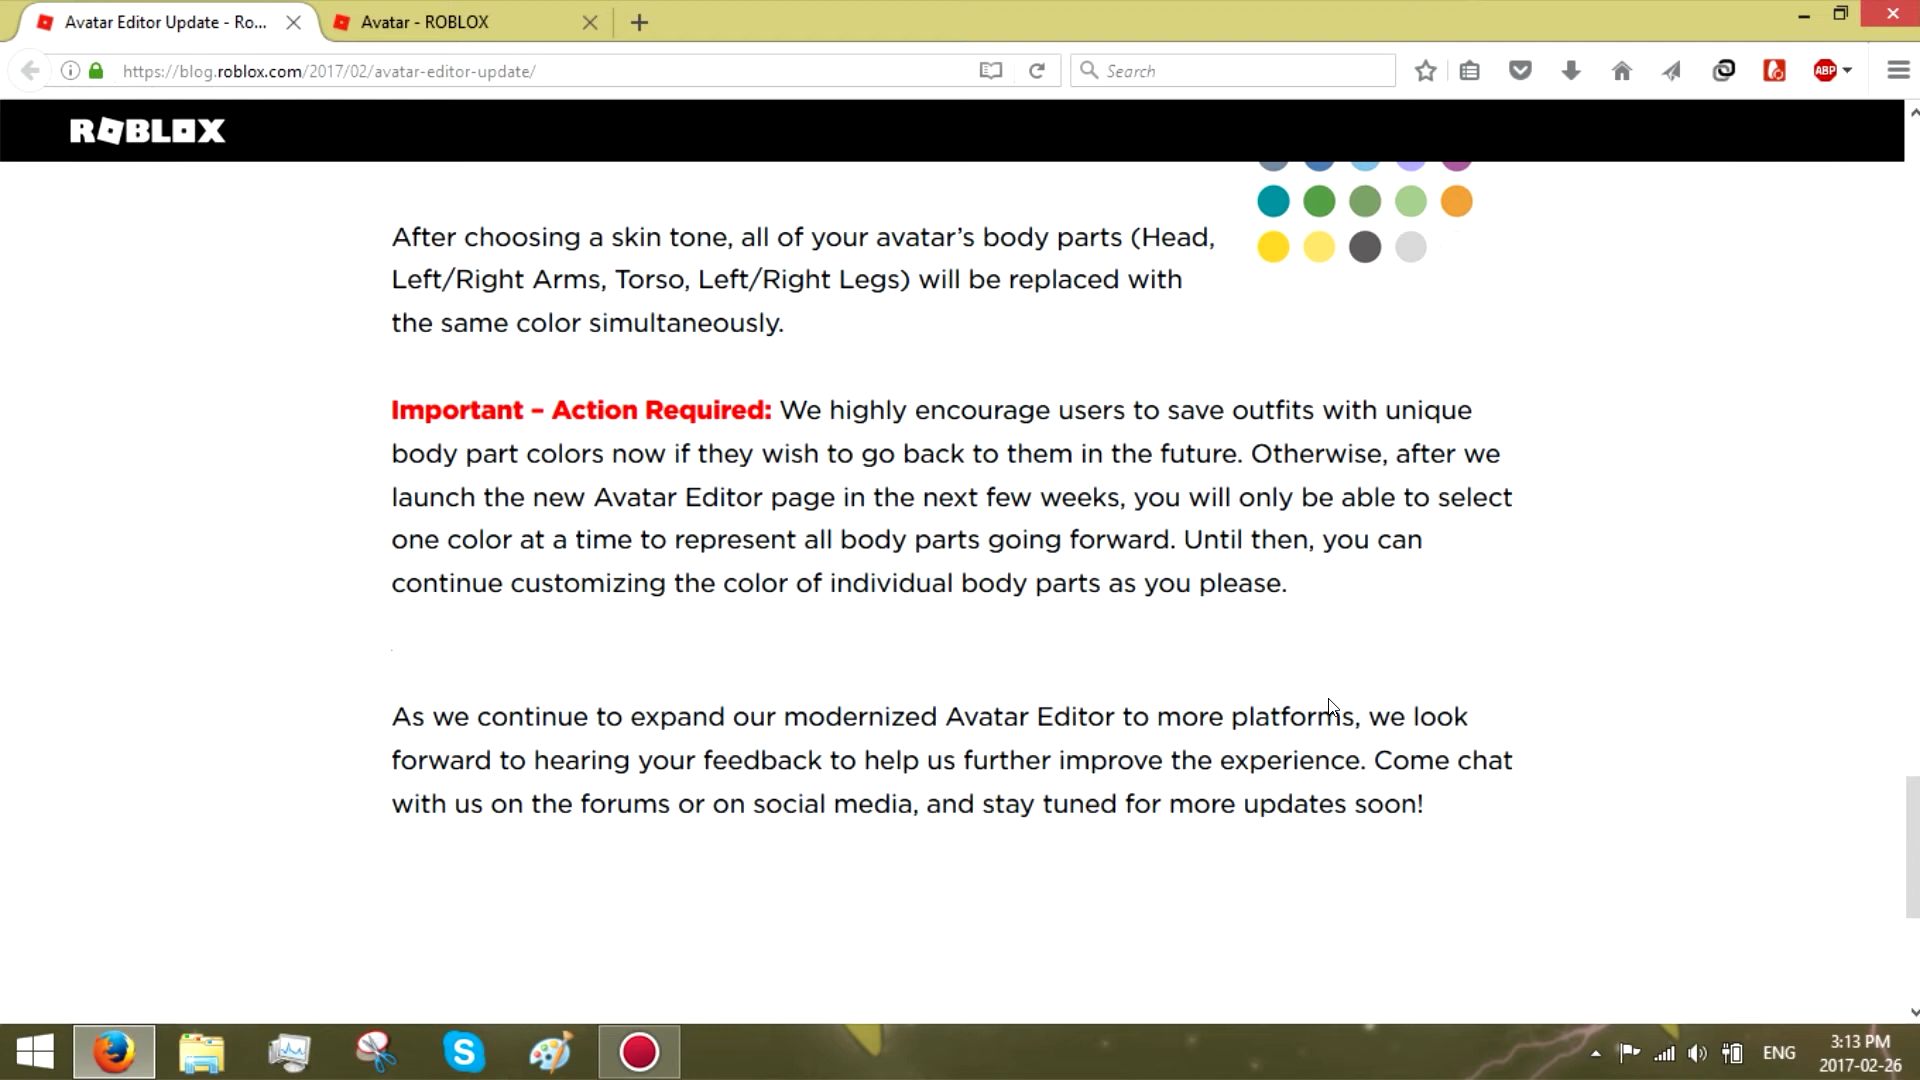 Avatar Editor Update - Ro...
Avatar - ROBLOX
https://blog.roblox.com/2017/02/avatar-editor-update/
Search
ABP
ROBLOX
After choosing a skin tone, all of your avatar’s body parts (Head,
Left/Right Arms, Torso, Left/Right Legs) will be replaced with
the same color simultaneously.
Important – Action Required: We highly encourage users to save outfits with unique
body part colors now if they wish to go back to them in the future. Otherwise, after we
launch the new Avatar Editor page in the next few weeks, you will only be able to select
one color at a time to represent all body parts going forward. Until then, you can
continue customizing the color of individual body parts as you please.
As we continue to expand our modernized Avatar Editor to more platforms, we look
forward to hearing your feedback to help us further improve the experience. Come chat
with us on the forums or on social media, and stay tuned for more updates soon!
ENG
3:13 PM
2017-02-26